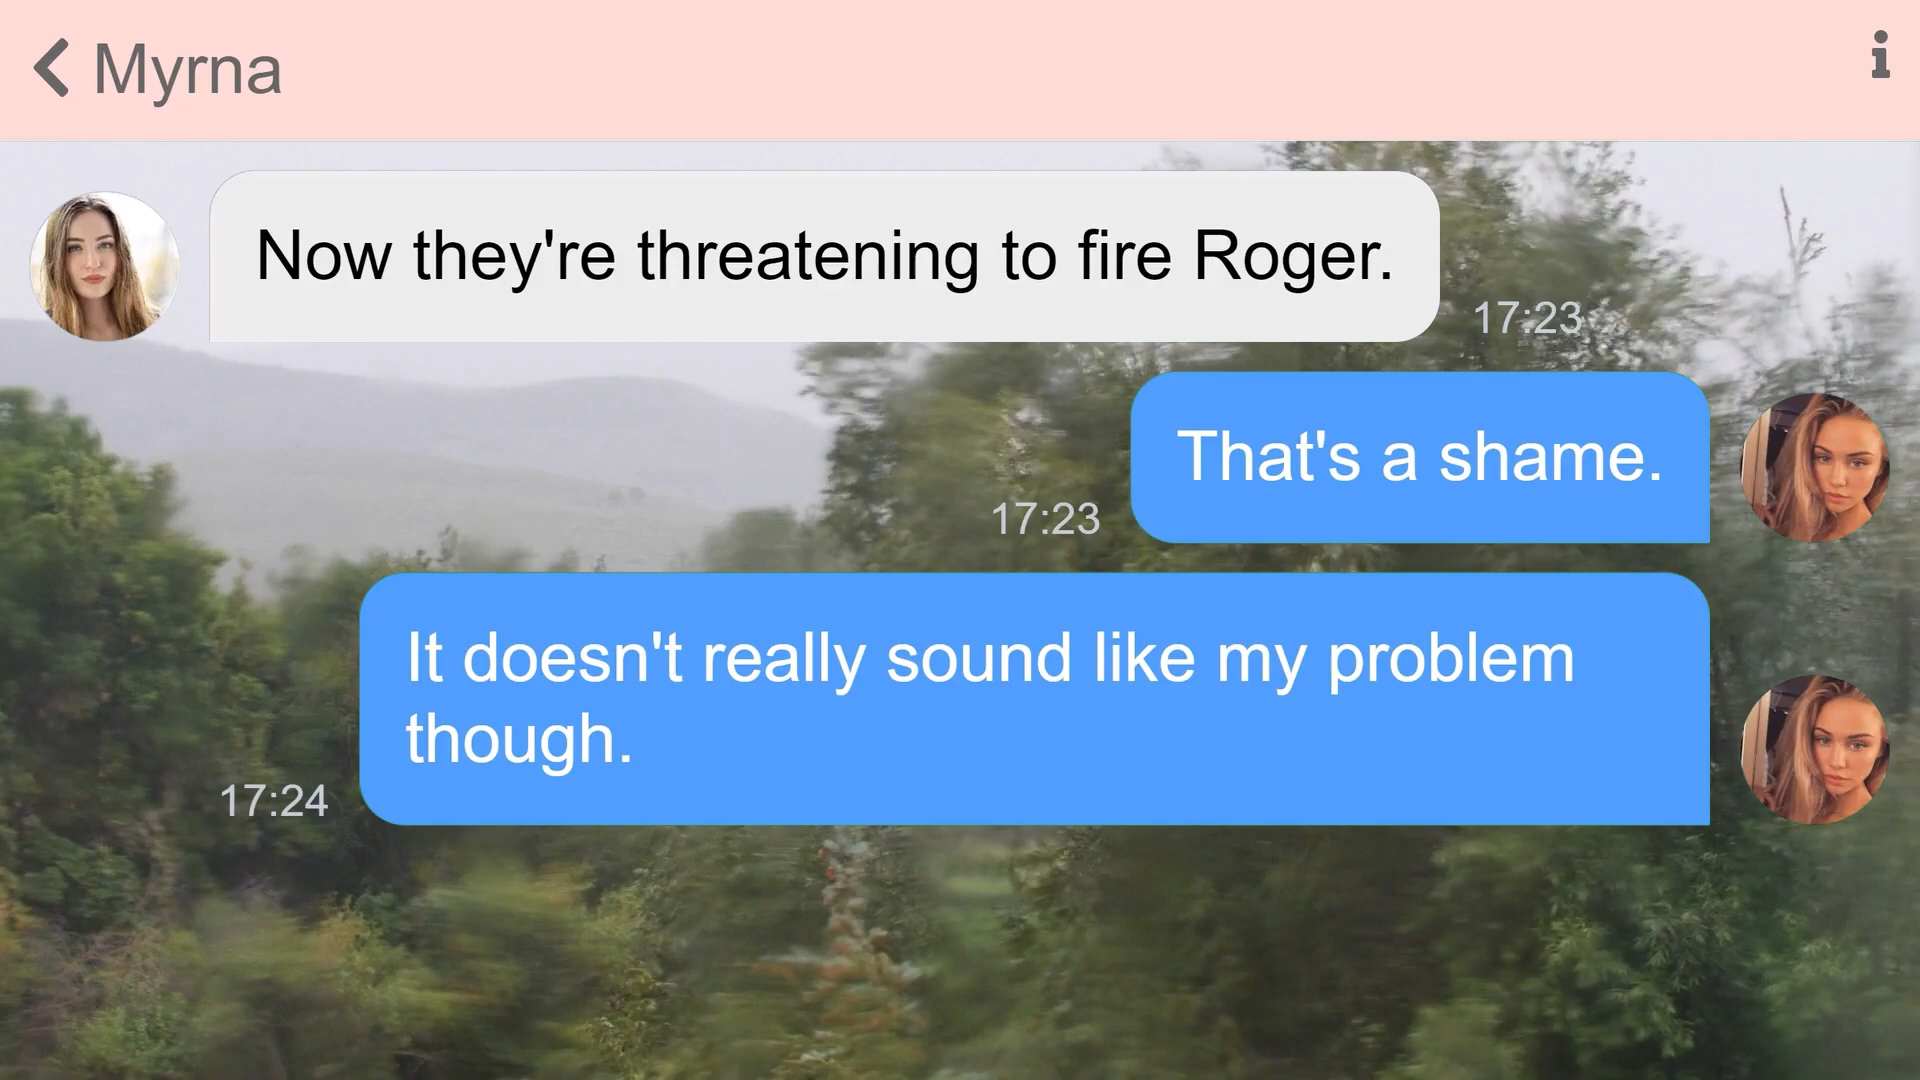 Myrna
Now they're threatening to fire Roger.
17:23
That's a shame.
17:23
It doesn't really sound like my problem
though.
17:24